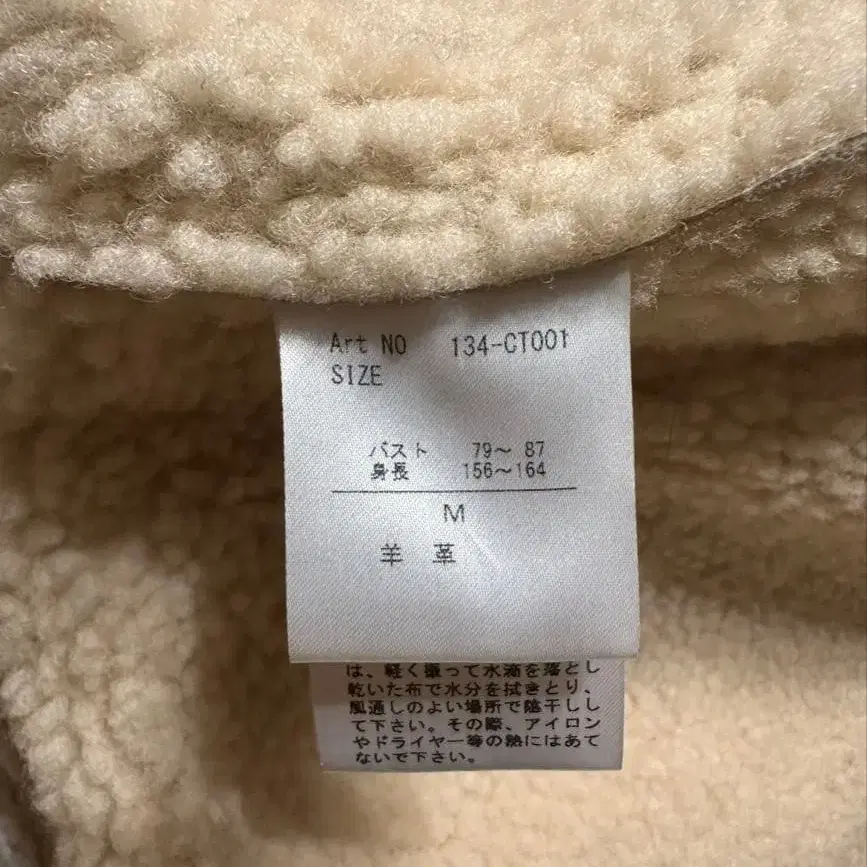 Art NO 134-CT001
SIZE
バスト 79～ 87
身長 156～164
M
羊 革
は、軽く振って水滴を落とし
乾いた布で水分を拭きとり、
風通しのよい場所で陰干しし
て下さい。その際、アイロン
やドライヤー等の熱にはあて
ないで下さい。